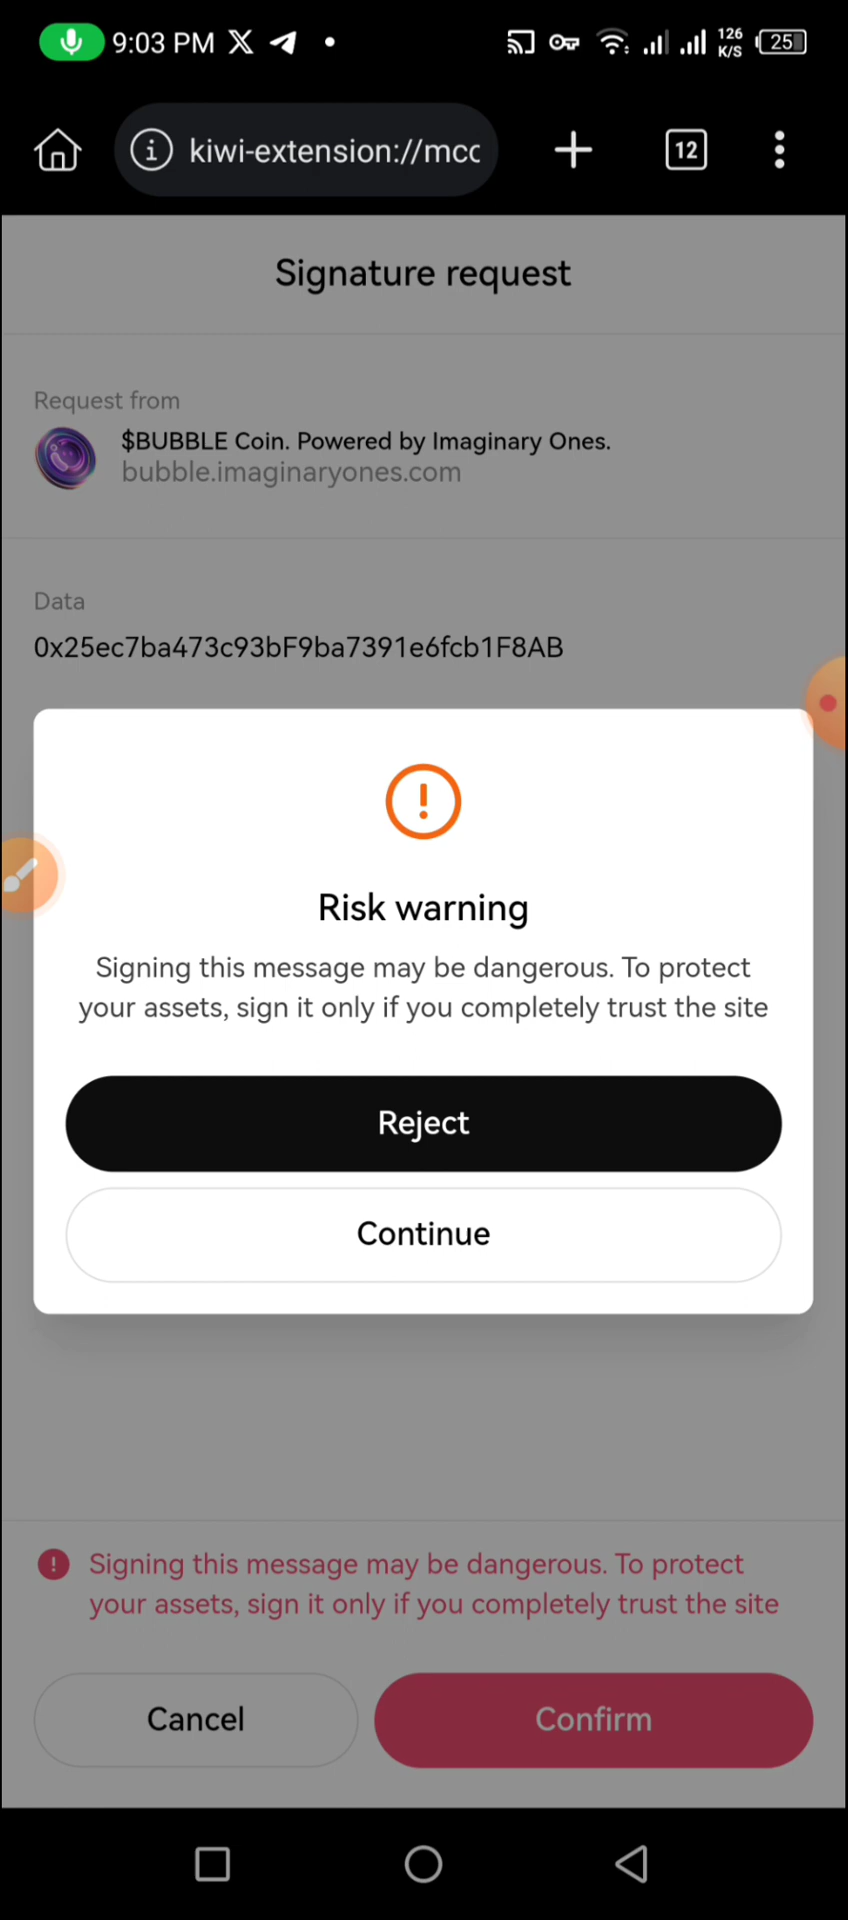 9:03 PM
126
K/S
25
kiwi-extension://mcc
12
Signature request
Request from
$BUBBLE Coin. Powered by Imaginary Ones.
bubble.imaginaryones.com
Data
0x25ec7ba473c93bF9ba7391e6fcb1F8AB
Risk warning
Signing this message may be dangerous. To protect
your assets, sign it only if you completely trust the site
Reject
Continue
Signing this message may be dangerous. To protect
your assets, sign it only if you completely trust the site
Cancel
Confirm